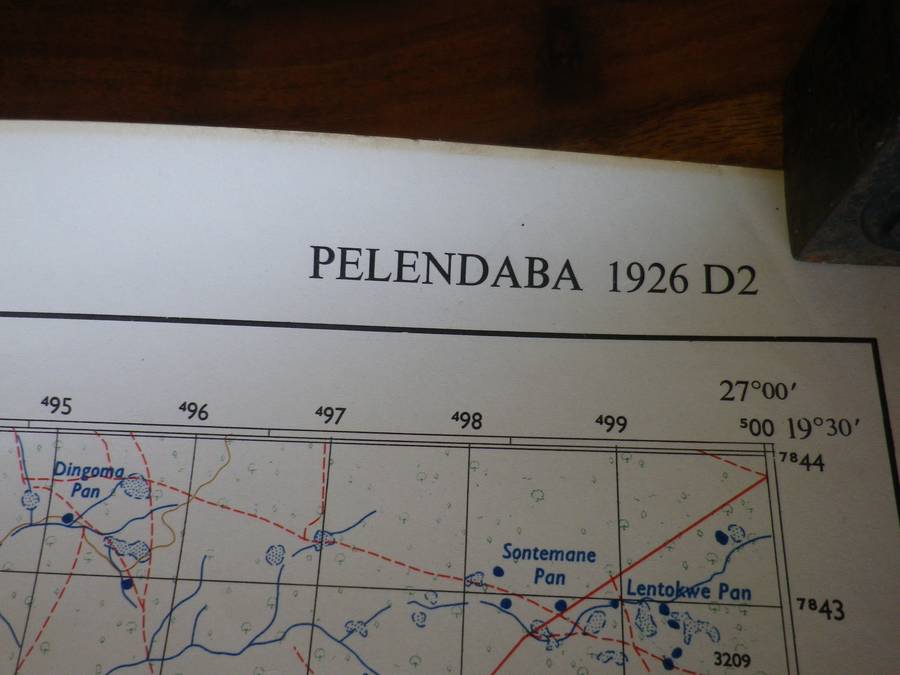 PELENDABA 1926 D2
27°00′
⁴95 ⁴96 ⁴97 ⁴98 ⁴99 ⁵00 19°30′
⁷⁸44
Dingoma
Pan
Sontemane
Pan
Lentokwe Pan
⁷⁸43
3209